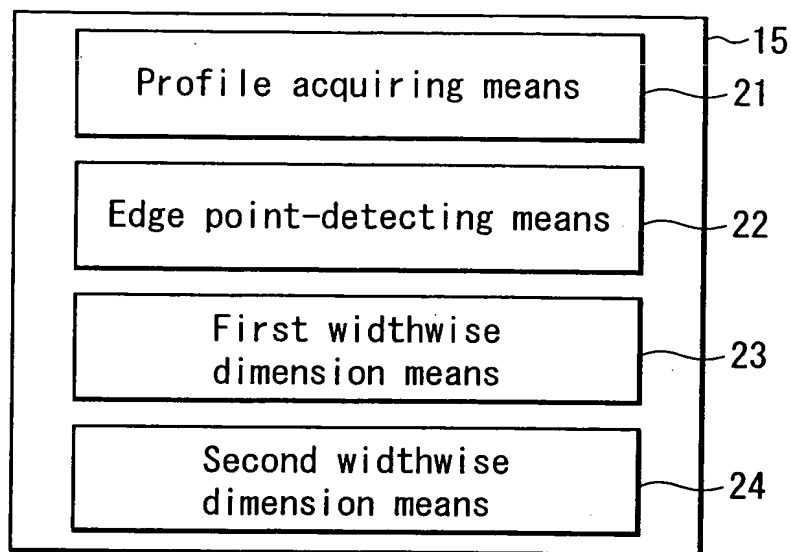 15
Profile acquiring means
21
Edge point-detecting means
22
First widthwise
dimension means
23
Second widthwise
dimension means
24